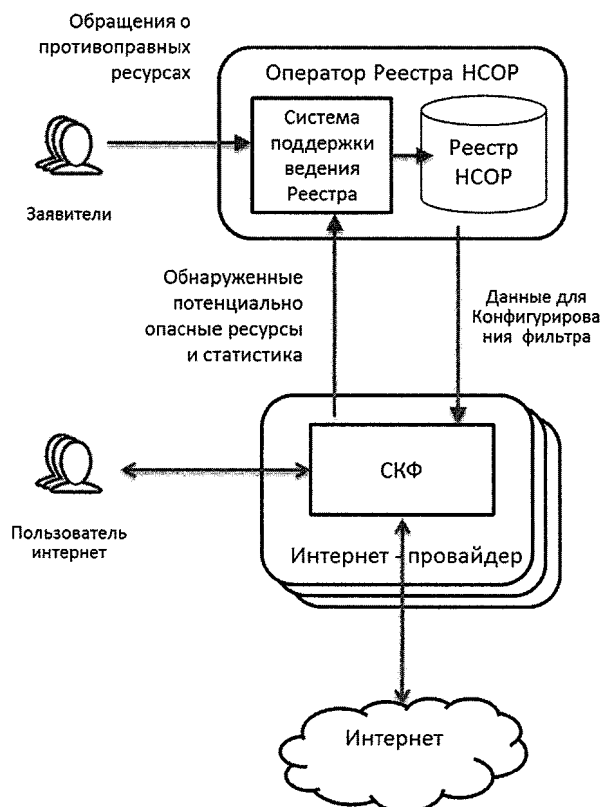 Обращения о
противоправных
ресурсах
Оператор Реестра НСОР
Система
поддержки
ведения
Реестра
Реестр
НСОР
Заявители
Обнаруженные
потенциально
опасные ресурсы
и статистика
Данные для
Конфигурирова
ния фильтра
СКФ
Пользователь
интернет
Интернет - провайдер
Интернет